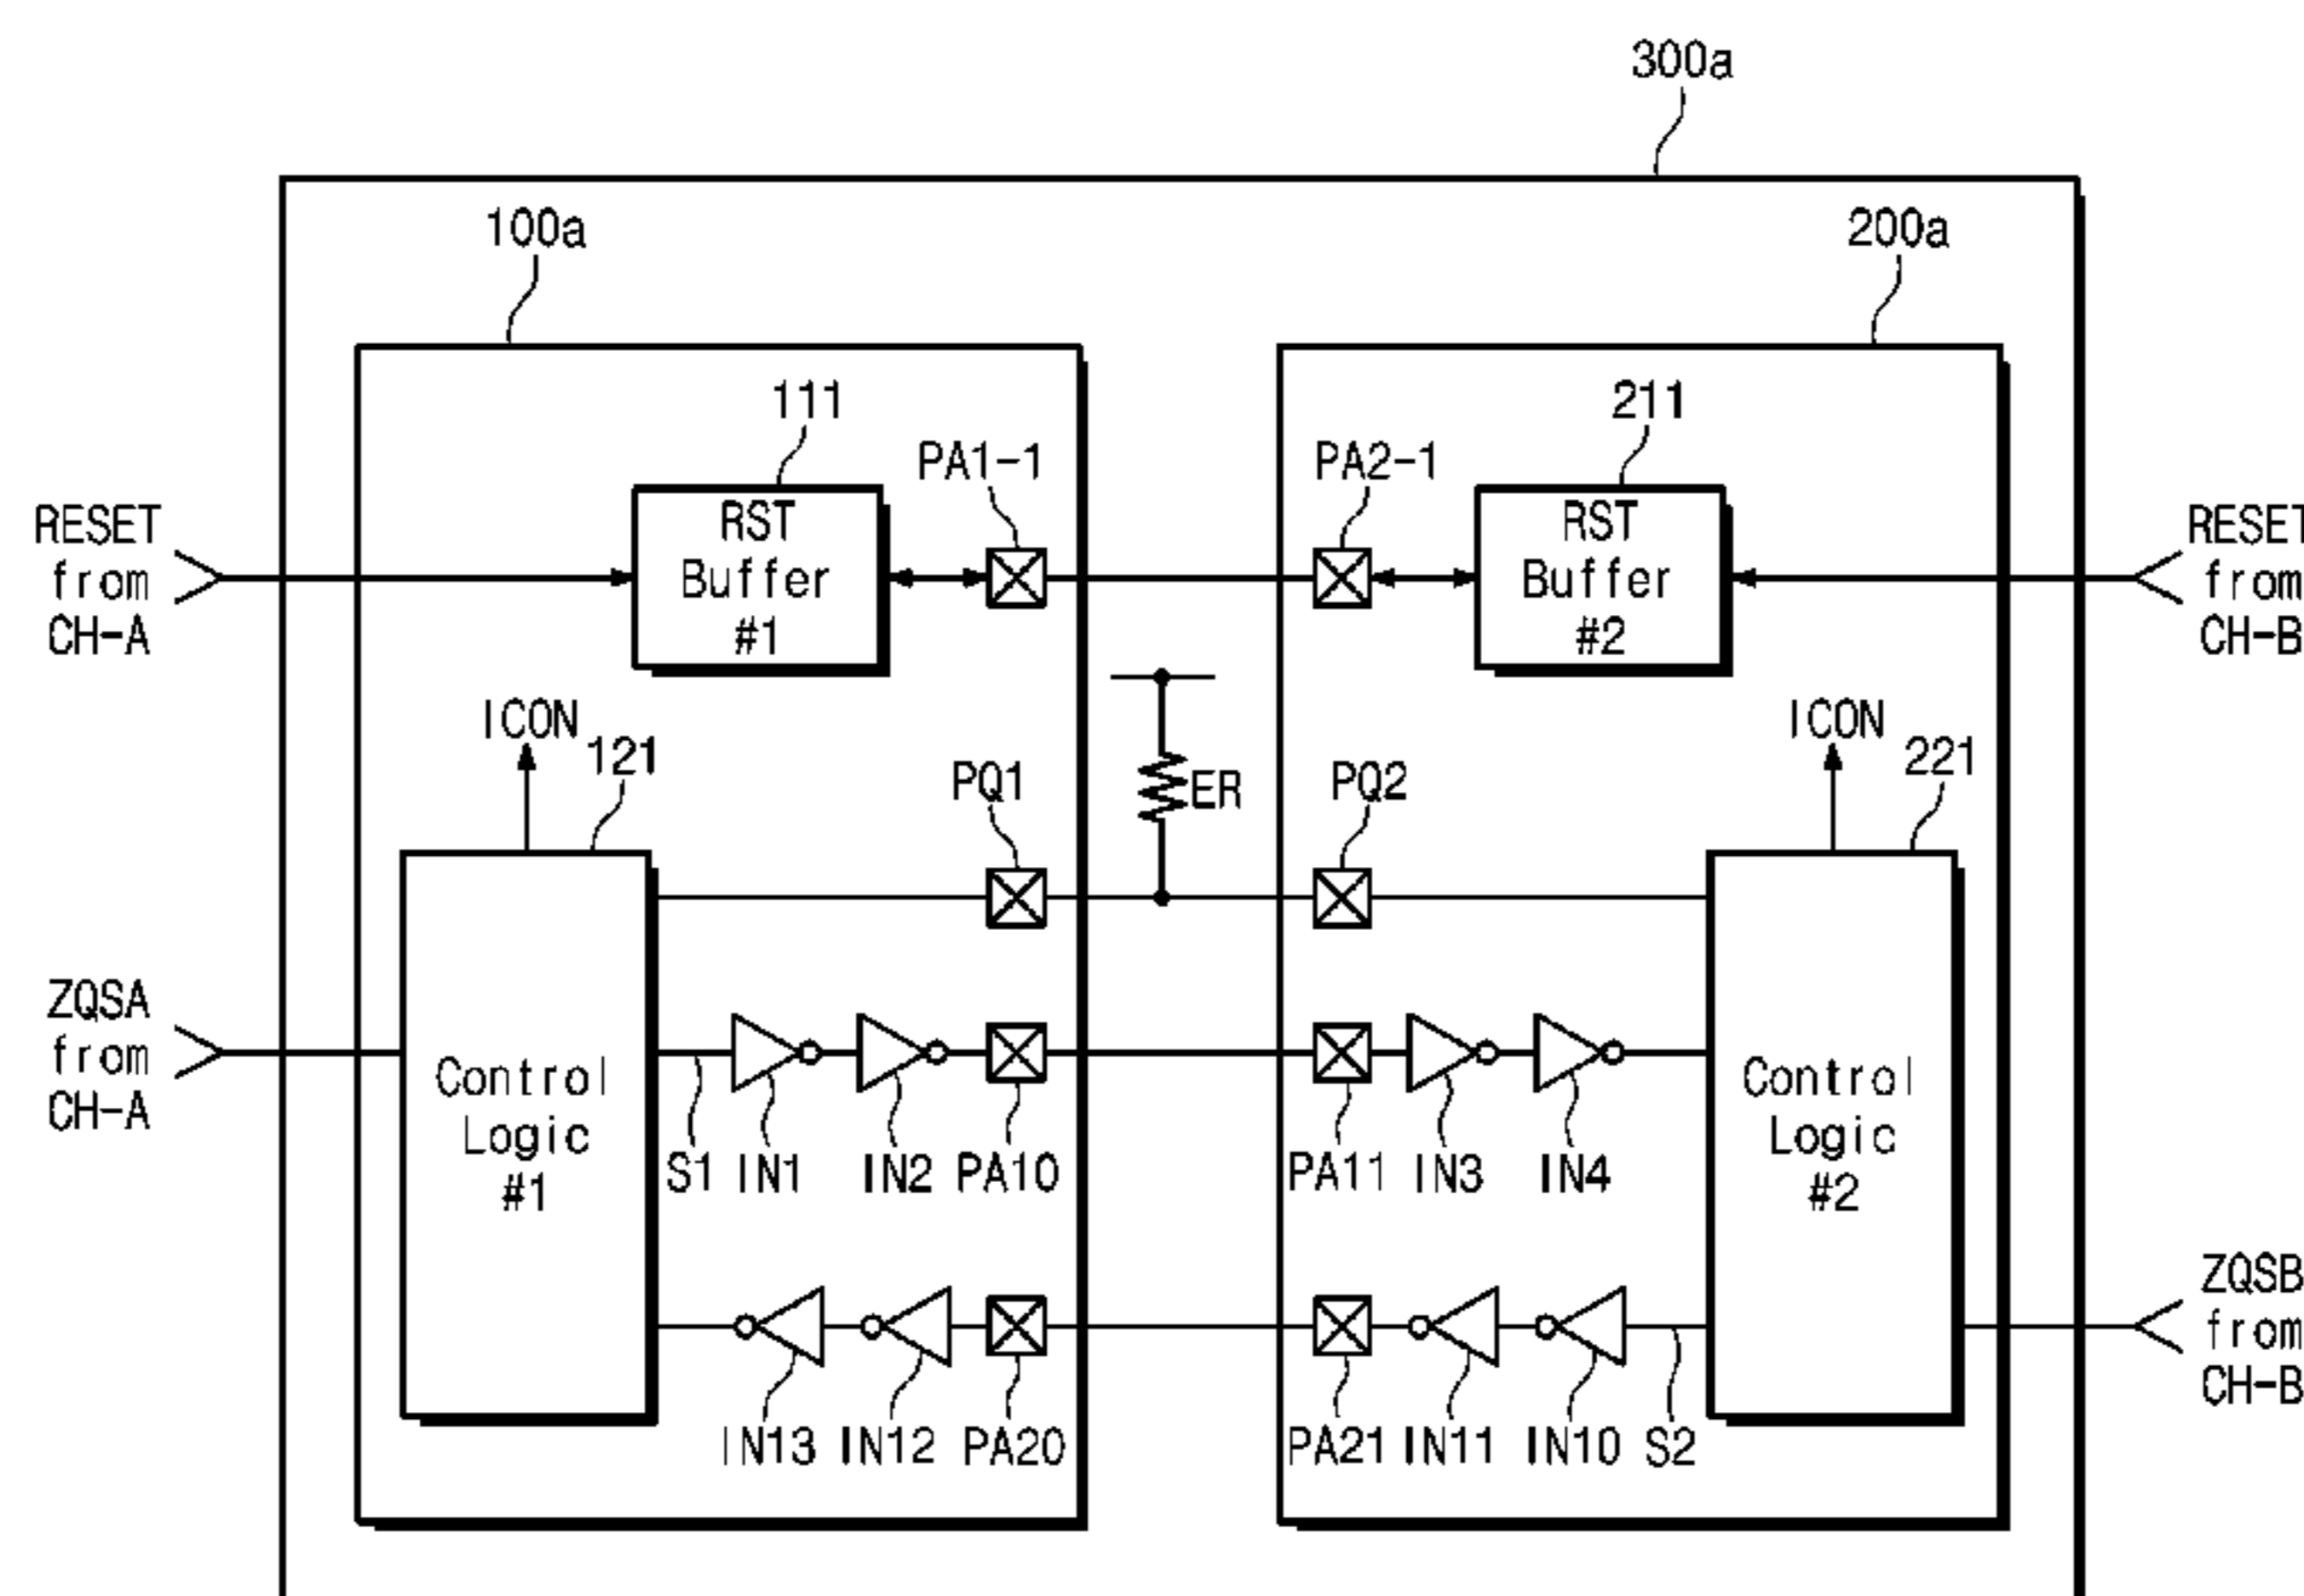 300a
100a
200a
111
211
PA1-1
PA2-1
RESET
from
CH-A
RST
Buffer
#1
RST
Buffer
#2
RESET
from
CH-B
ICON
121
PQ1
ER
PQ2
ICON
221
ZQSA
from
CH-A
Control
Logic
#1
S1
IN1
IN2
PA10
PA11
IN3
IN4
Control
Logic
#2
ZQSB
from
CH-B
IN13
IN12
PA20
PA21
IN11
IN10
S2